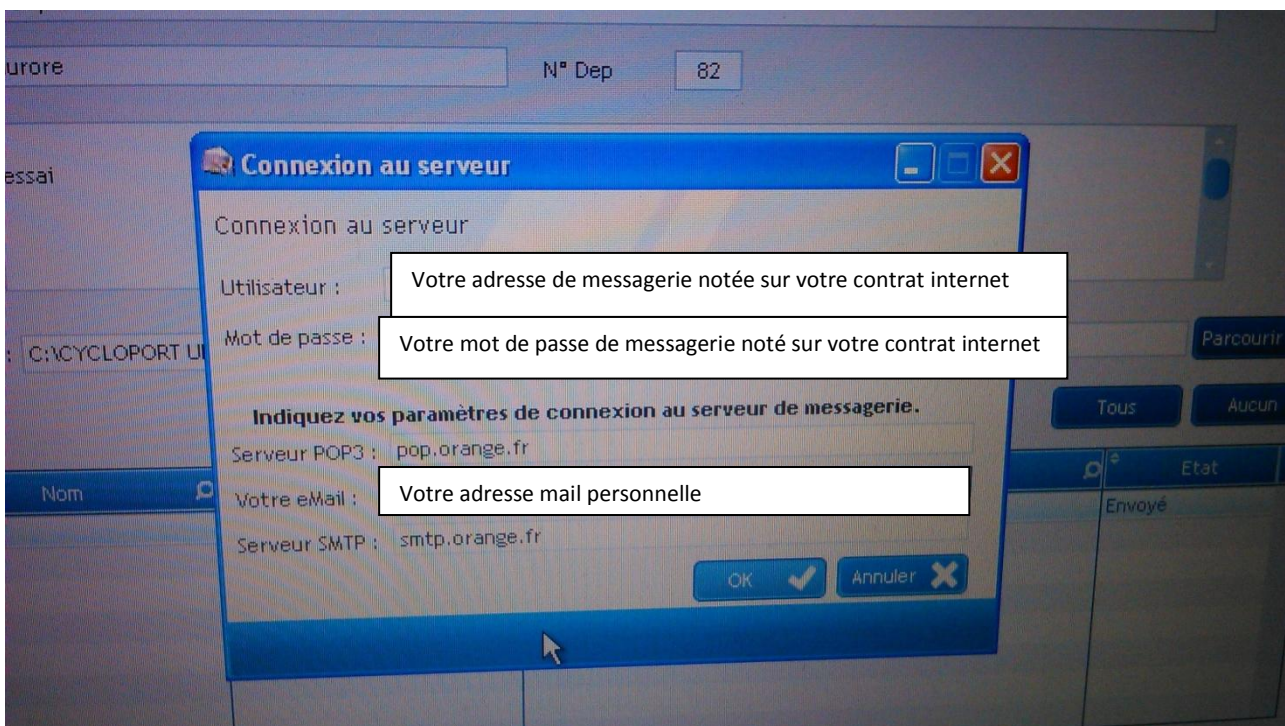 urore
N° Dep 82
essai
Connexion au serveur
Connexion au serveur
Utilisateur :
Votre adresse de messagerie notée sur votre contrat internet
Mot de passe :
Votre mot de passe de messagerie noté sur votre contrat internet
: C:\CYCLOPORT
Parcourir
Indiquez vos paramètres de connexion au serveur de messagerie.
Tous
Aucun
Serveur POP3 : pop.orange.fr
Nom
Etat
Votre eMail :
Votre adresse mail personnelle
Envoyé
Serveur SMTP : smtp.orange.fr
OK
Annuler